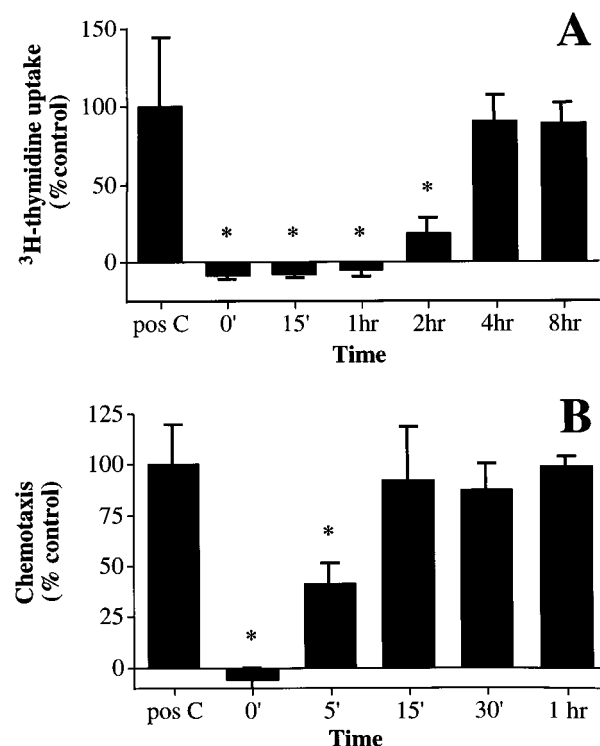 A
³H-thymidine uptake
(%control)
150
100
50
0
* * * *
pos C 0' 15' 1hr 2hr 4hr 8hr
Time
B
Chemotaxis
(% control)
125
100
75
50
25
0
* *
pos C 0' 5' 15' 30' 1 hr
Time